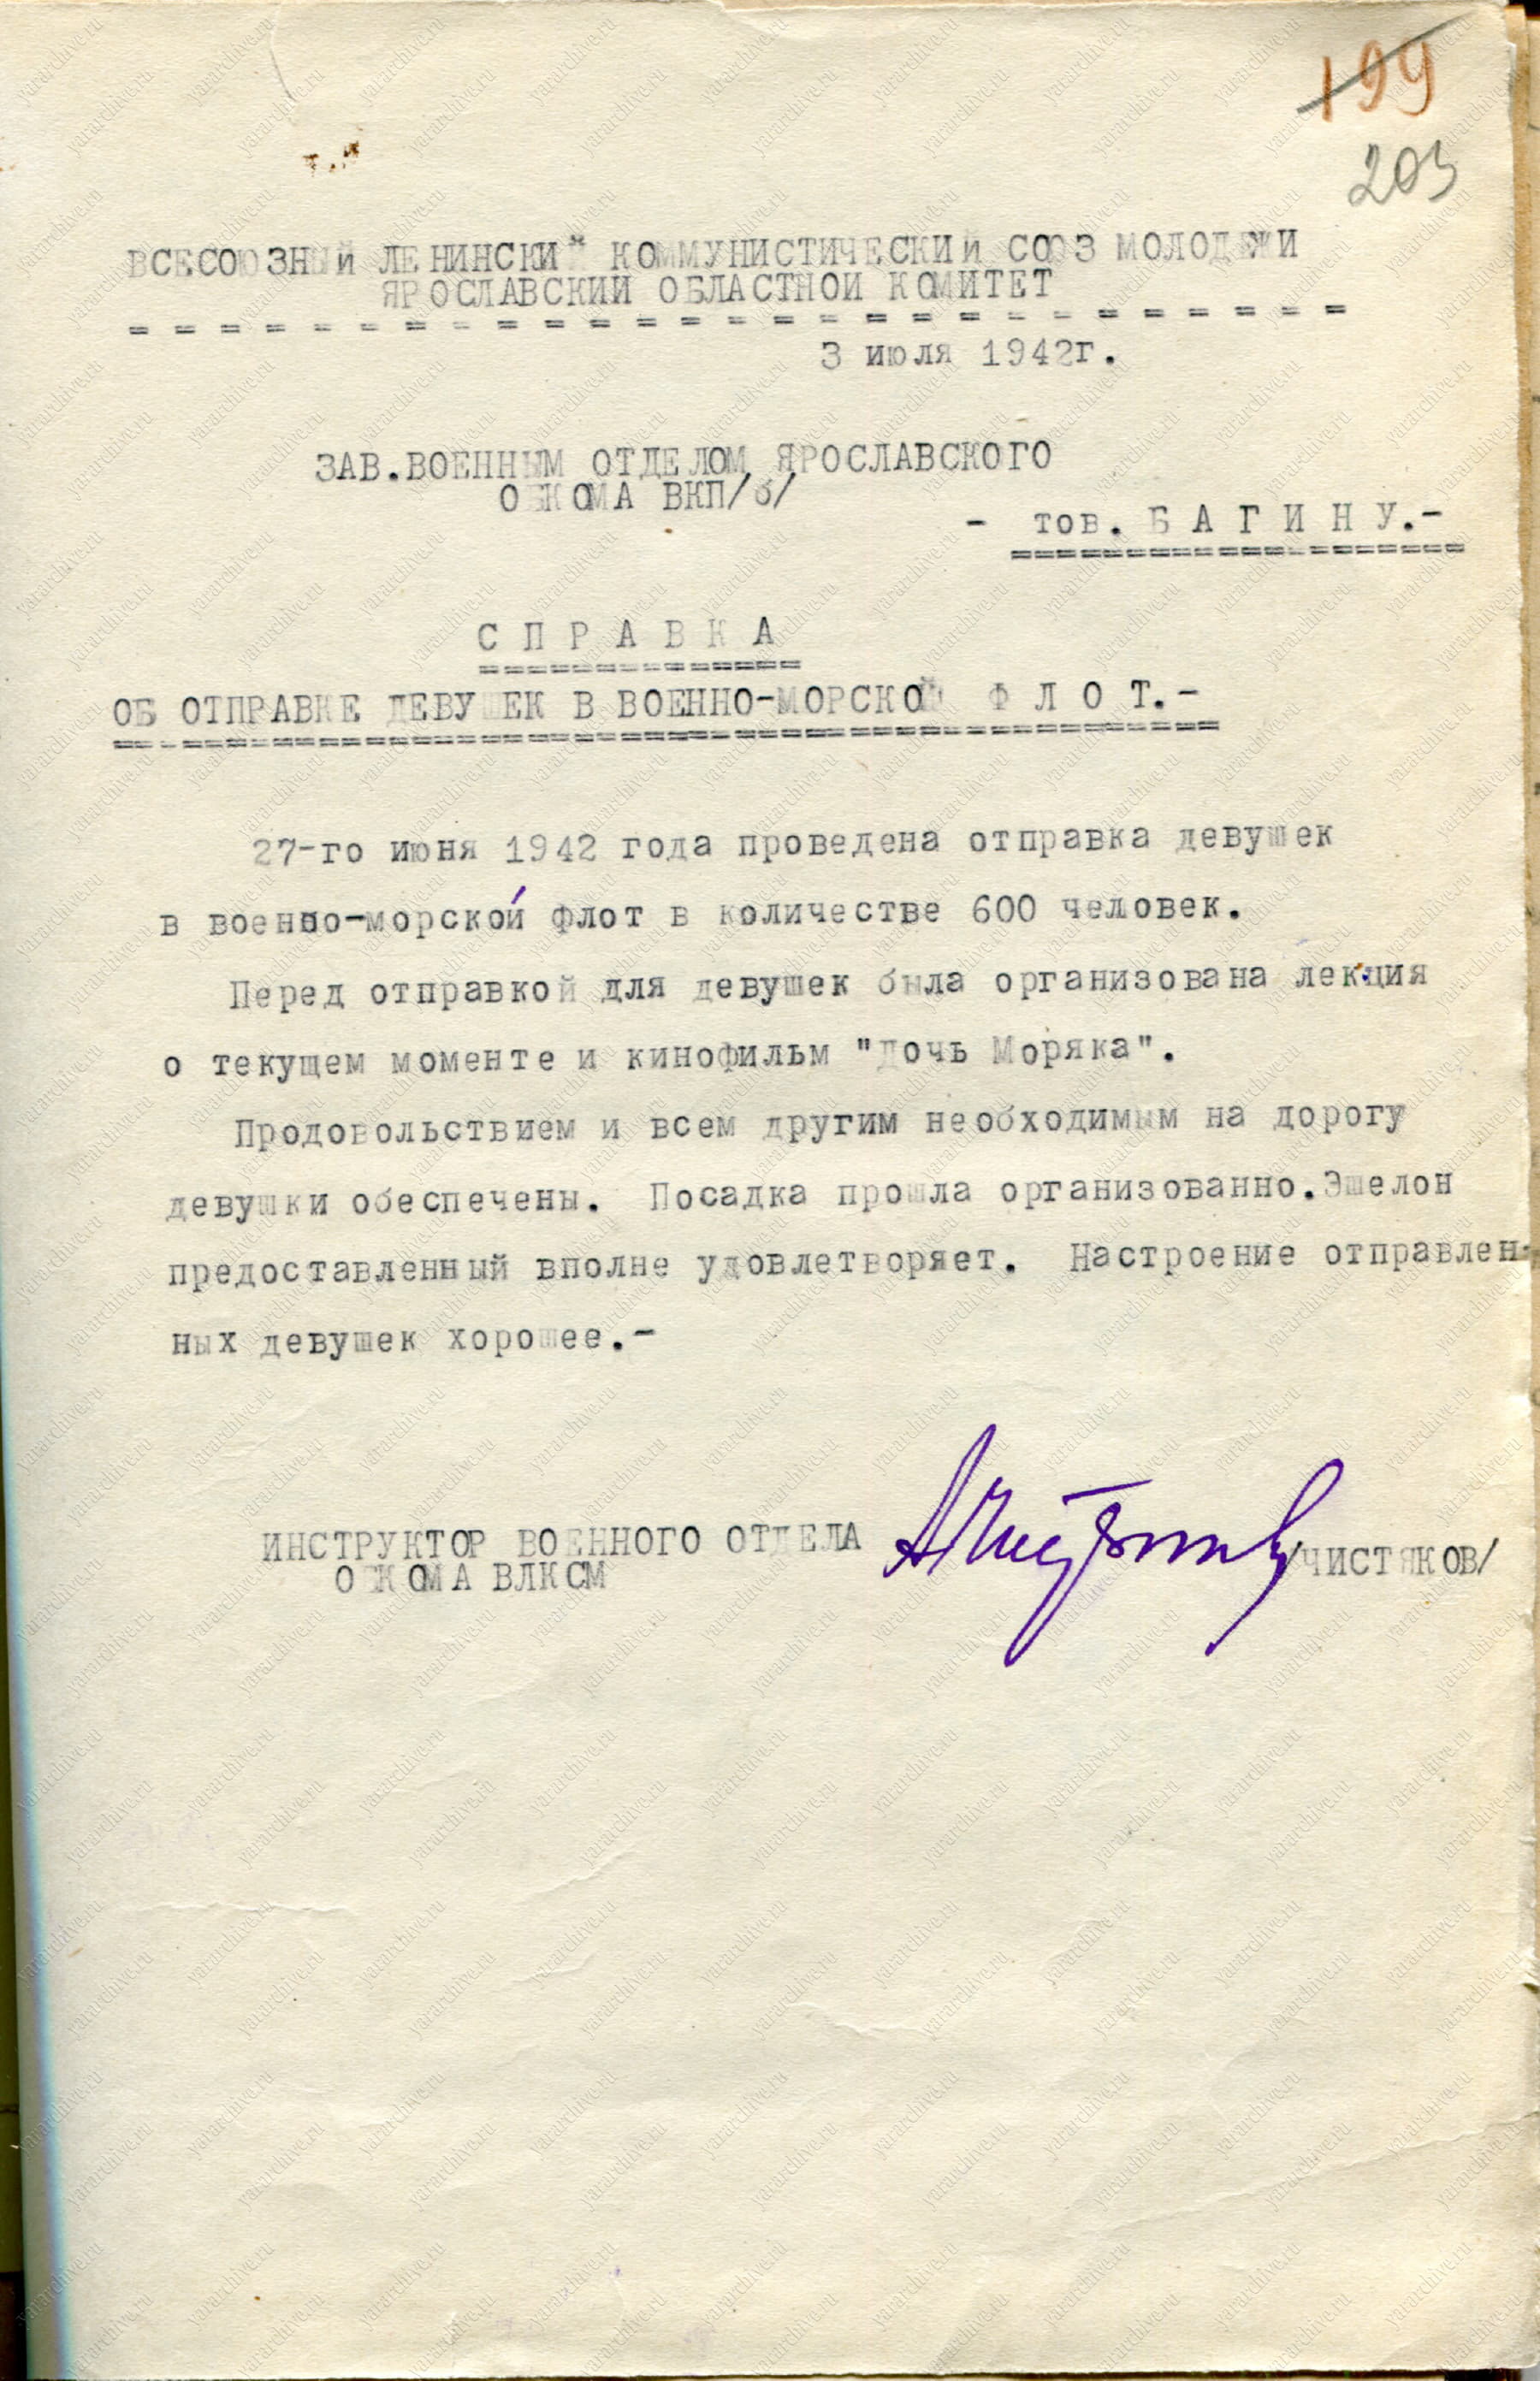 199
203
ВСЕСОЮЗНЫЙ ЛЕНИНСКИЙ КОММУНИСТИЧЕСКИЙ СОЮЗ МОЛОДЕЖИ
ЯРОСЛАВСКИЙ ОБЛАСТНОЙ КОМИТЕТ
3 июля 1942г.
ЗАВ.ВОЕННЫМ ОТДЕЛОМ ЯРОСЛАВСКОГО
ОБКОМА ВКП/б/
- тов. Б А Г И Н У.-
С П Р А В К А
ОБ ОТПРАВКЕ ДЕВУШЕК В ВОЕННО-МОРСКОЙ Ф Л О Т.-
27-го июня 1942 года проведена отправка девушек
в военно-морской флот в количестве 600 человек.
Перед отправкой для девушек была организована лекция
о текущем моменте и кинофильм "Дочь Моряка".
Продовольствием и всем другим необходимым на дорогу
девушки обеспечены. Посадка прошла организованно.Эшелон
предоставленный вполне удовлетворяет. Настроение отправлен-
ных девушек хорошее.-
ИНСТРУКТОР ВОЕННОГО ОТДЕЛА
ОБКОМА ВЛКСМ
/ЧИСТЯКОВ/
yararchive.ru